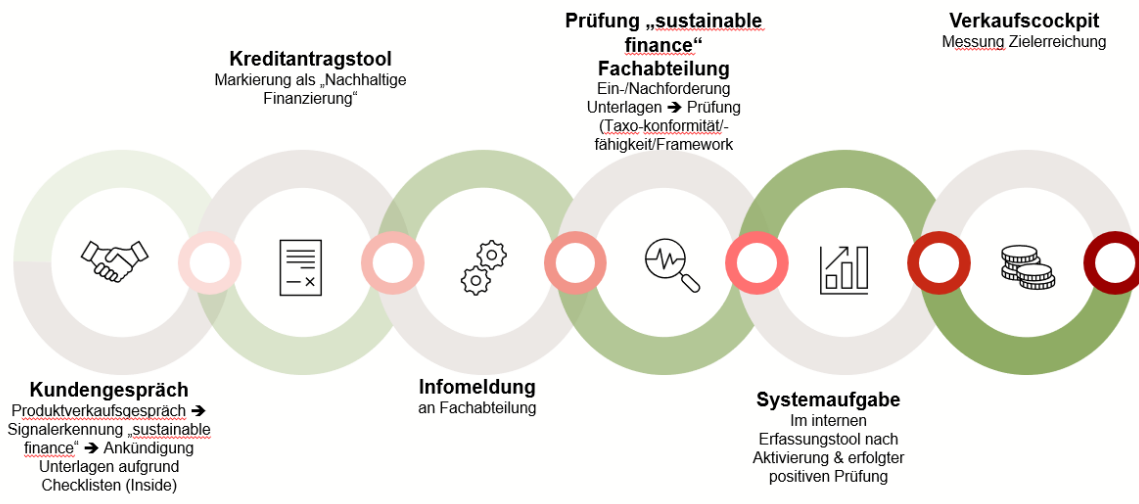 Kundengespräch
Produktverkaufsgespräch ➔
Signalerkennung „sustainable
finance“ ➔ Ankündigung
Unterlagen aufgrund
Checklisten (Inside)
Kreditantragstool
Markierung als „Nachhaltige
Finanzierung“
Infomeldung
an Fachabteilung
Prüfung „sustainable
finance“
Fachabteilung
Ein-/Nachforderung
Unterlagen ➔ Prüfung
(Taxo-konformität/-
fähigkeit/Framework
Systemaufgabe
Im internen
Erfassungstool nach
Aktivierung & erfolgter
positiven Prüfung
Verkaufscockpit
Messung Zielerreichung